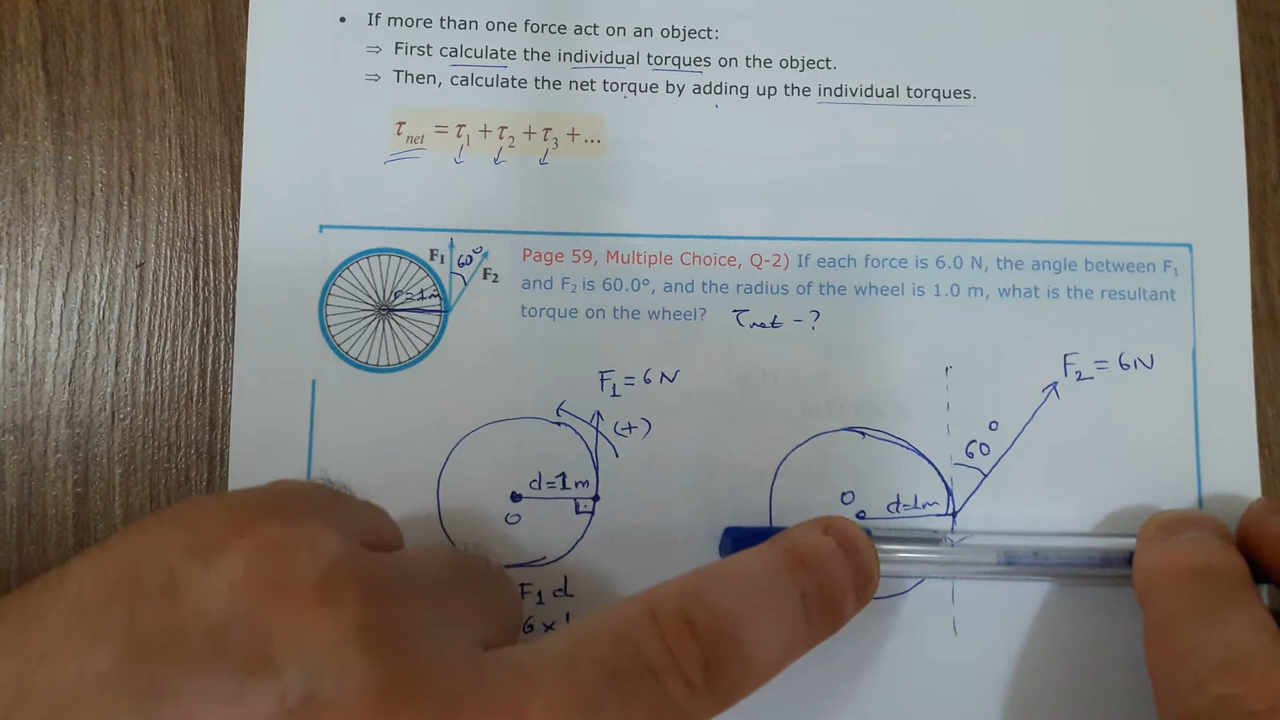 • If more than one force act on an object:
⇒ First calculate the individual torques on the object.
⇒ Then, calculate the net torque by adding up the individual torques.
τnet = τ1 + τ2 + τ3 + ...
F1 60° F2
Page 59, Multiple Choice, Q-2) If each force is 6.0 N, the angle between F1
and F2 is 60.0°, and the radius of the wheel is 1.0 m, what is the resultant
torque on the wheel? τnet - ?
F1 = 6N
(+)
d=1m
O
F1 d
6 x 1
F2 = 6N
60°
O
d=1m